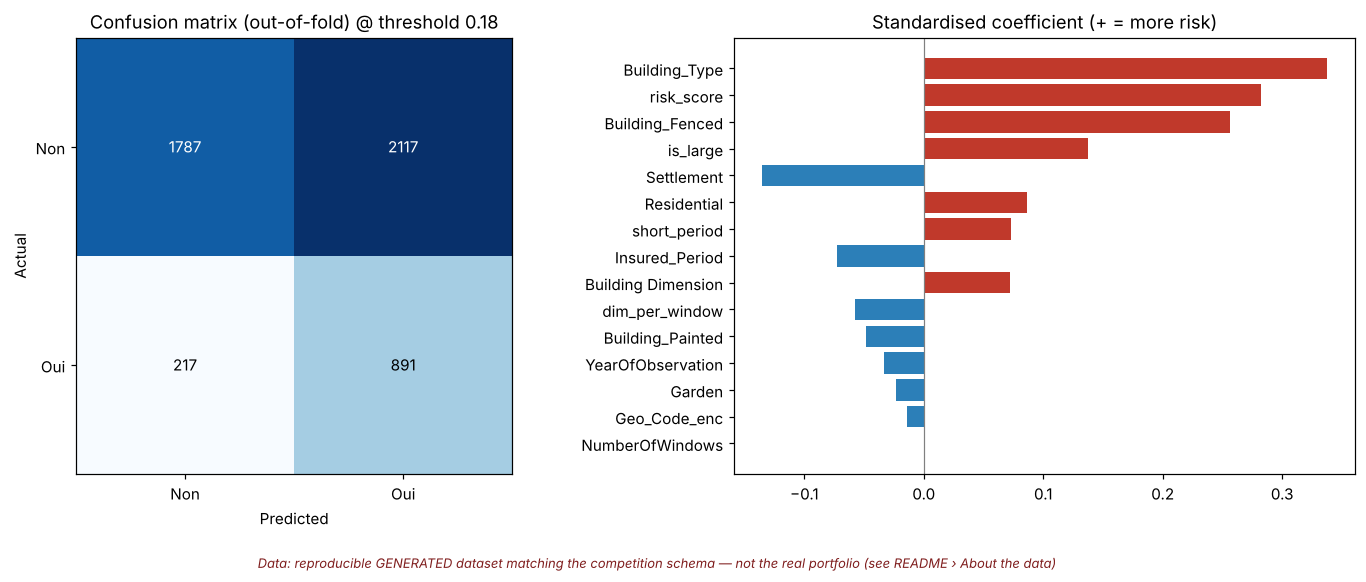 Confusion matrix (out-of-fold) @ threshold 0.18
Actual
Non
1787
2117
Oui
217
891
Non
Oui
Predicted
Standardised coefficient (+ = more risk)
Building_Type
risk_score
Building_Fenced
is_large
Settlement
Residential
short_period
Insured_Period
Building Dimension
dim_per_window
Building_Painted
YearOfObservation
Garden
Geo_Code_enc
NumberOfWindows
−0.1
0.0
0.1
0.2
0.3
Data: reproducible GENERATED dataset matching the competition schema — not the real portfolio (see README › About the data)